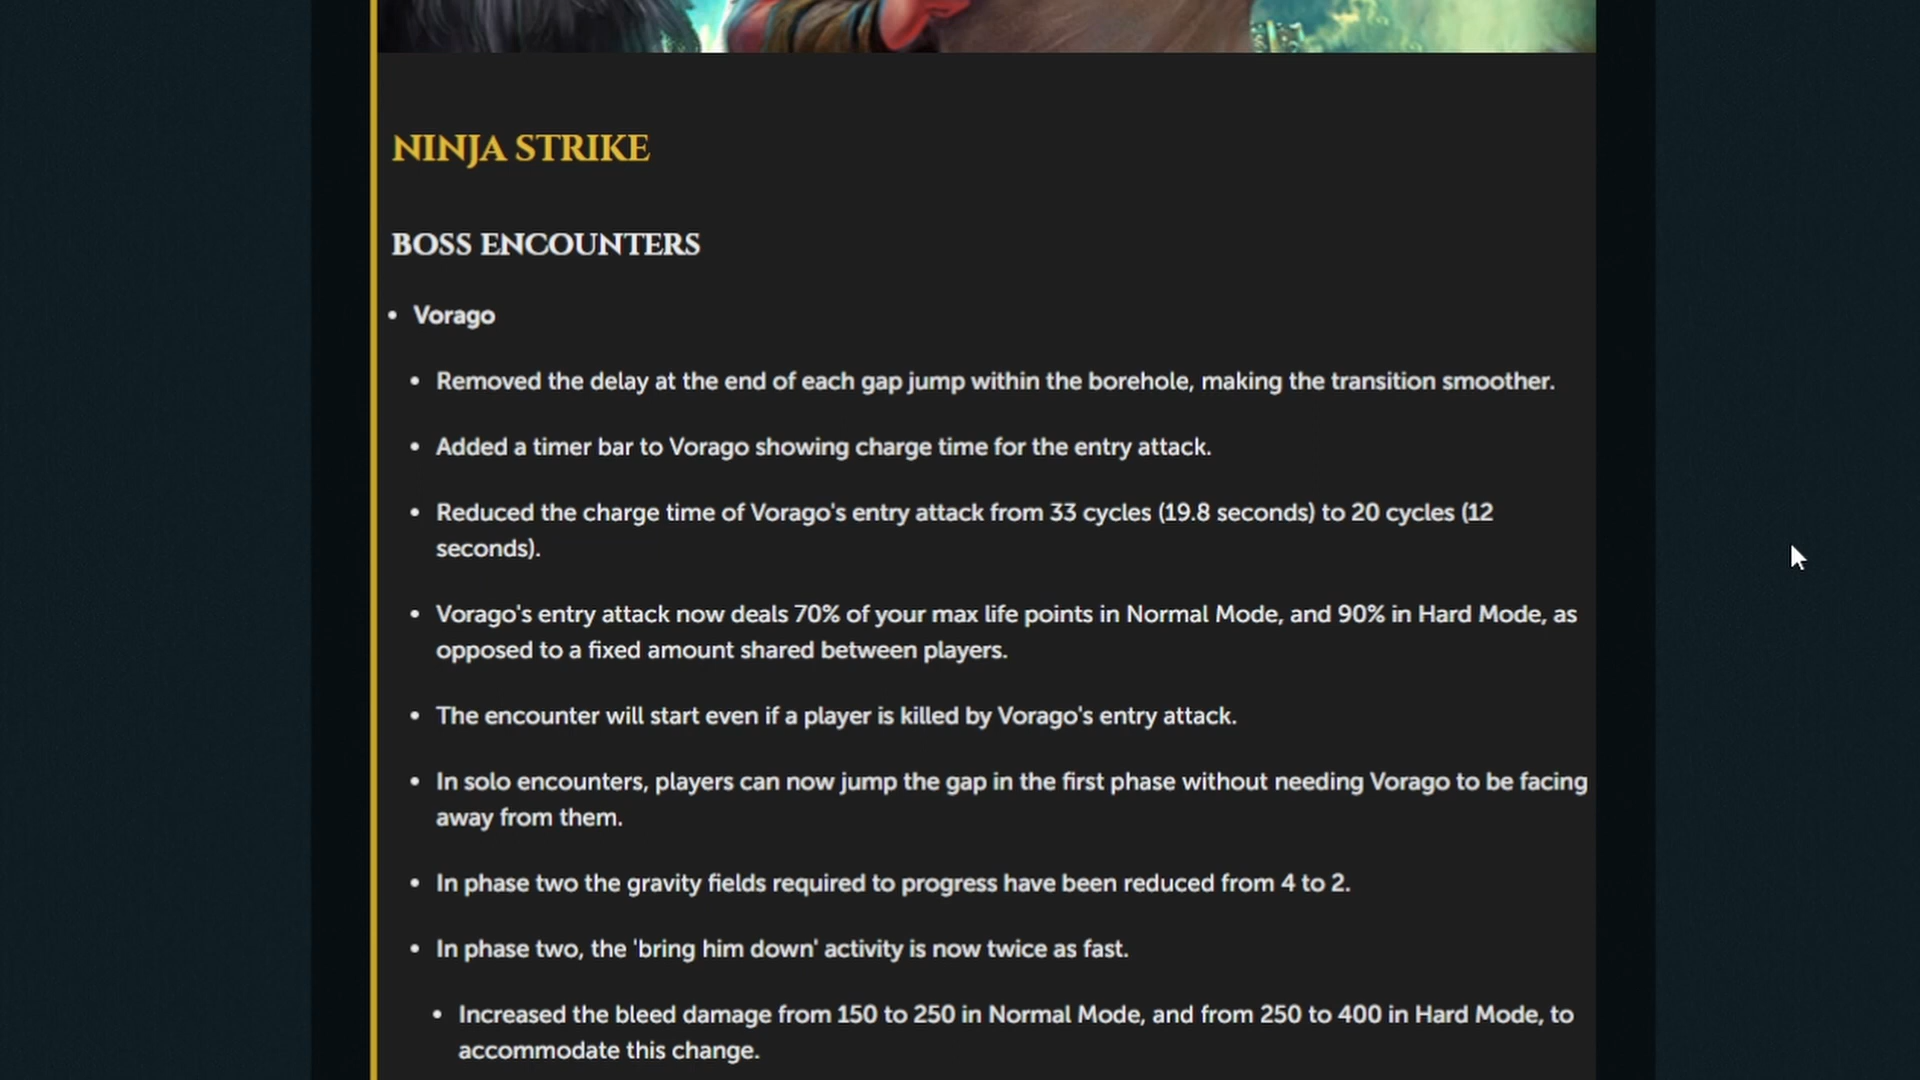 NINJA STRIKE
BOSS ENCOUNTERS
• Vorago
• Removed the delay at the end of each gap jump within the borehole, making the transition smoother.
• Added a timer bar to Vorago showing charge time for the entry attack.
• Reduced the charge time of Vorago's entry attack from 33 cycles (19.8 seconds) to 20 cycles (12
seconds).
• Vorago's entry attack now deals 70% of your max life points in Normal Mode, and 90% in Hard Mode, as
opposed to a fixed amount shared between players.
• The encounter will start even if a player is killed by Vorago's entry attack.
• In solo encounters, players can now jump the gap in the first phase without needing Vorago to be facing
away from them.
• In phase two the gravity fields required to progress have been reduced from 4 to 2.
• In phase two, the 'bring him down' activity is now twice as fast.
• Increased the bleed damage from 150 to 250 in Normal Mode, and from 250 to 400 in Hard Mode, to
accommodate this change.